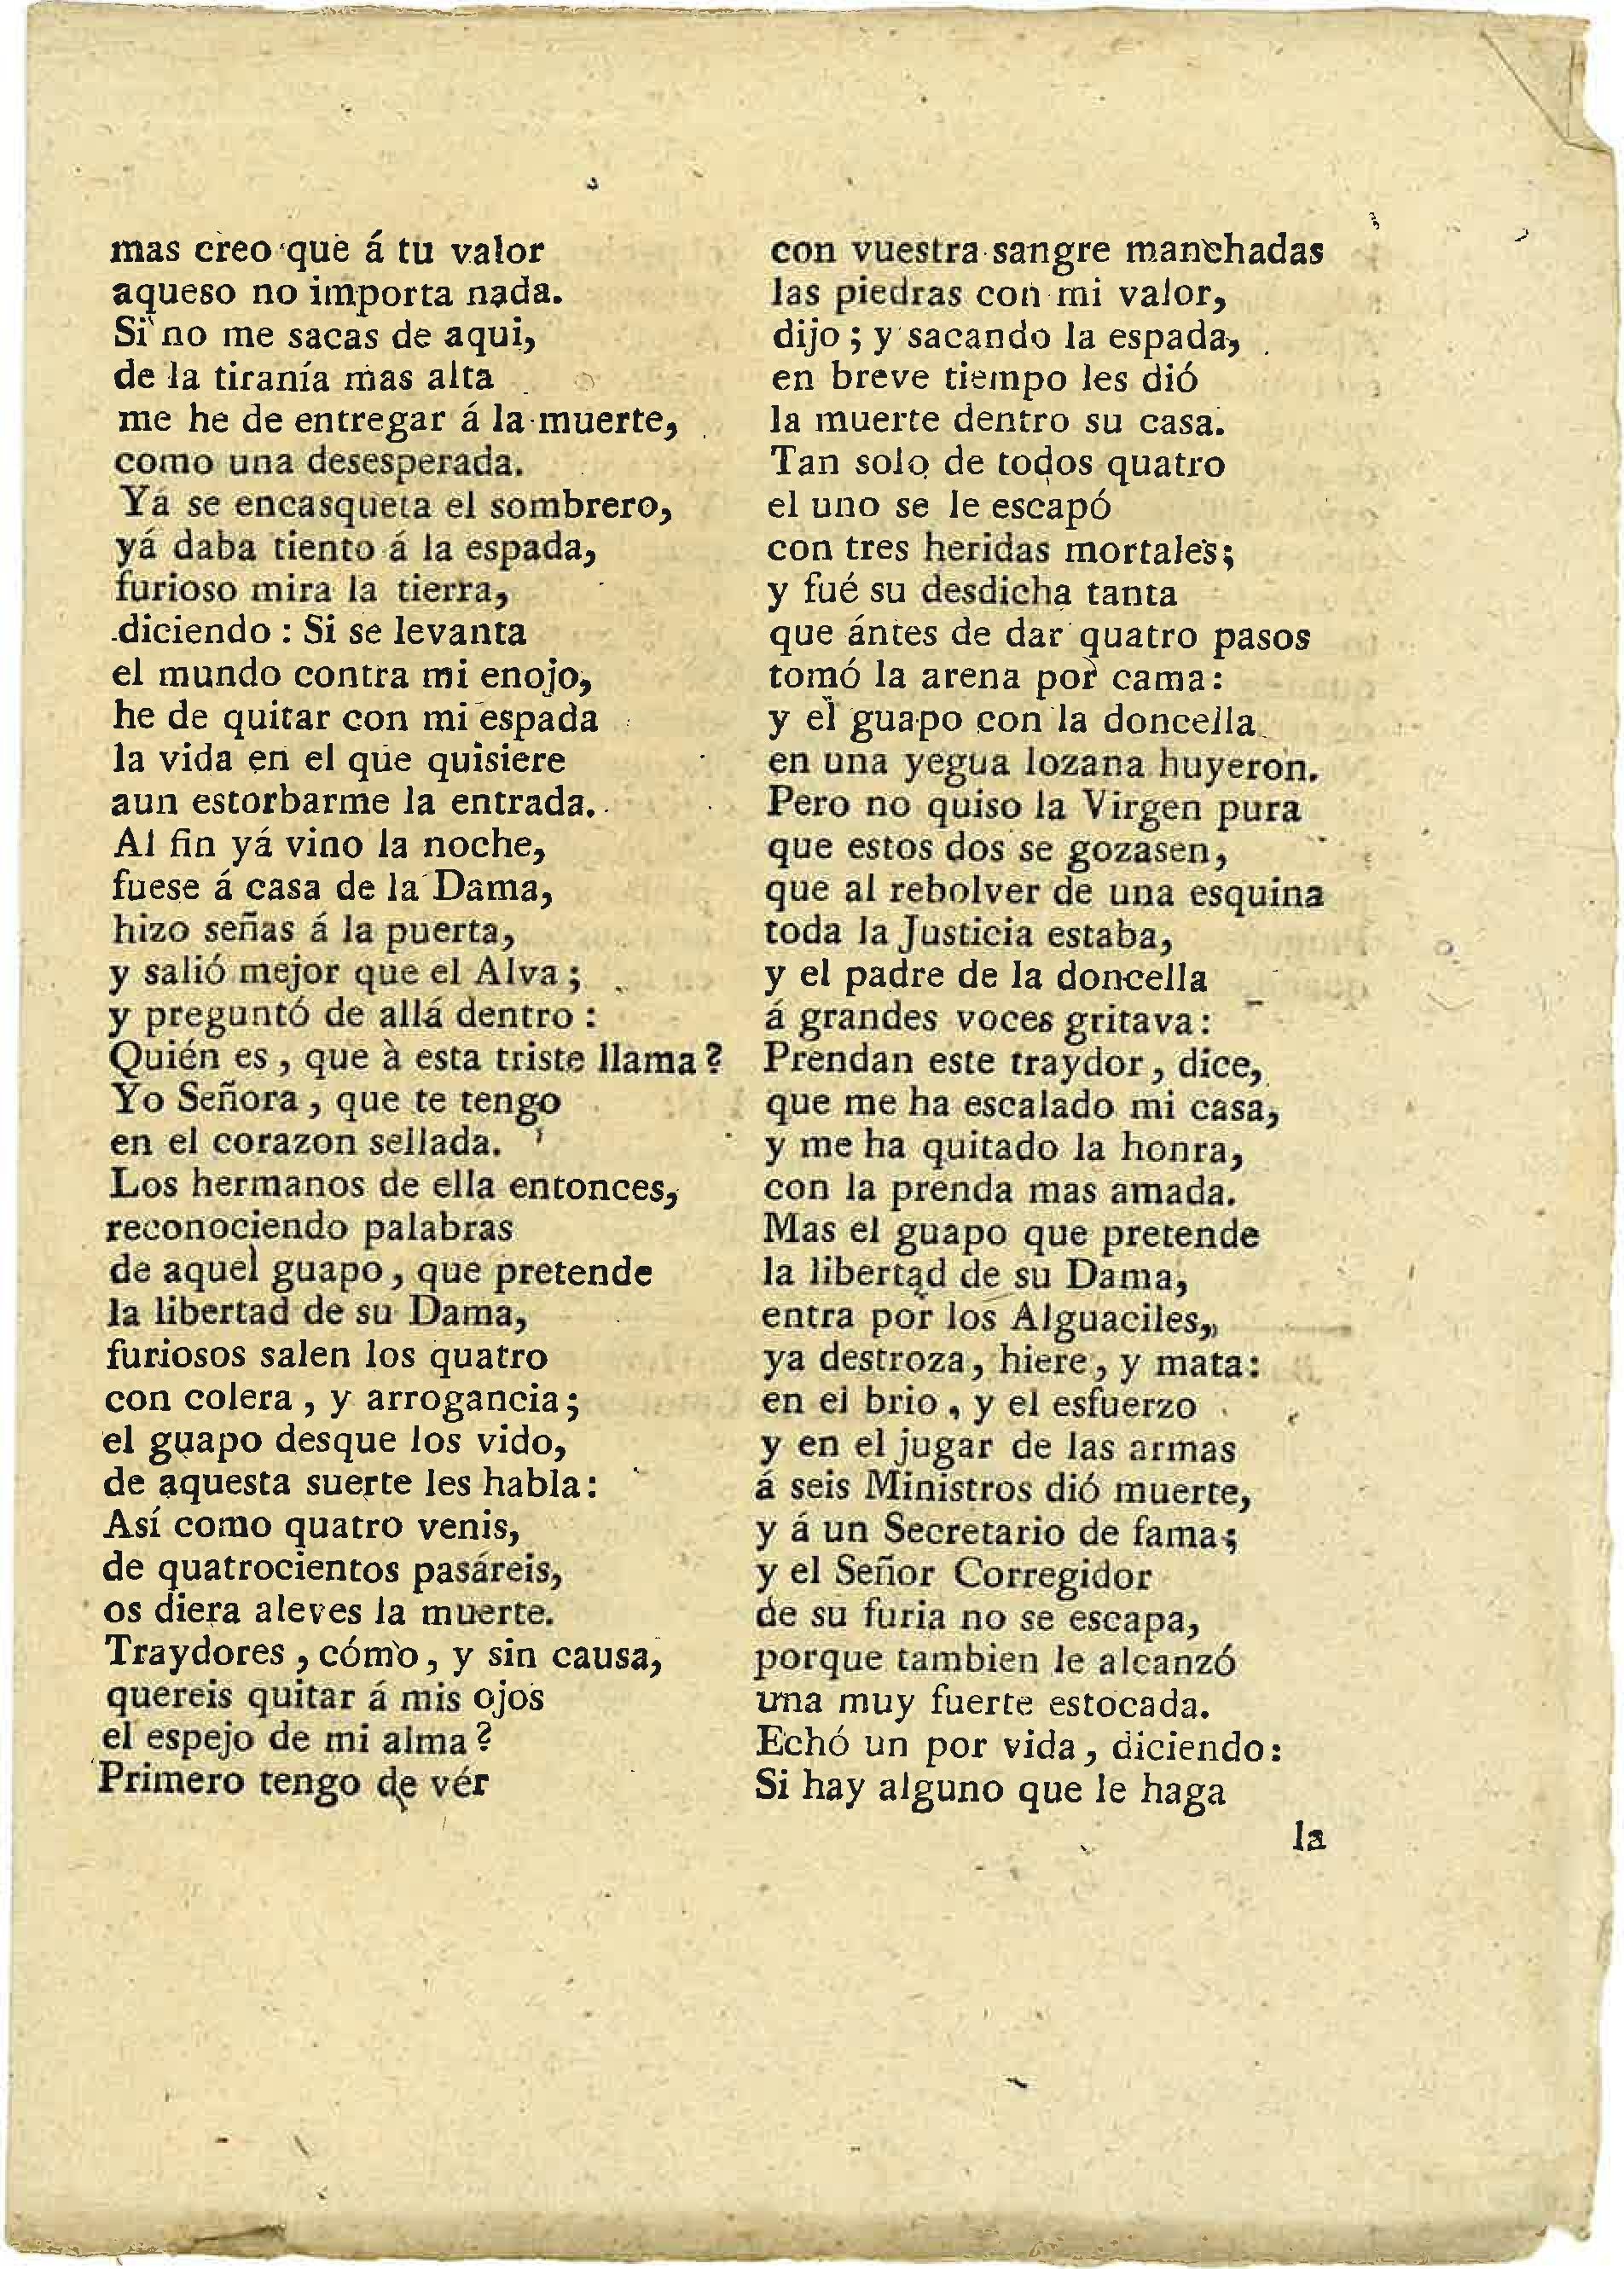 mas creo que á tu valor
aqueso no importa nada.
Si no me sacas de aqui,
de la tiranía mas alta
me he de entregar á la muerte,
como una desesperada.
Yá se encasqueta el sombrero,
yá daba tiento á la espada,
furioso mira la tierra,
diciendo : Si se levanta
el mundo contra mi enojo,
he de quitar con mi espada
la vida en el que quisiere
aun estorbarme la entrada.
Al fin yá vino la noche,
fuese á casa de la Dama,
hizo señas á la puerta,
y salió mejor que el Alva ;
y preguntó de allá dentro :
Quién es , que à esta triste llama ?
Yo Señora , que te tengo
en el corazon sellada.
Los hermanos de ella entonces,
reconociendo palabras
de aquel guapo , que pretende
la libertad de su Dama,
furiosos salen los quatro
con colera , y arrogancia ;
el guapo desque los vido,
de aquesta suerte les habla :
Así como quatro venis,
de quatrocientos pasáreis,
os diera aleves la muerte.
Traydores , cómo , y sin causa,
quereis quitar á mis ojos
el espejo de mi alma ?
Primero tengo de vér
con vuestra sangre manchadas
las piedras con mi valor,
dijo ; y sacando la espada,
en breve tiempo les dió
la muerte dentro su casa.
Tan solo de todos quatro
el uno se le escapó
con tres heridas mortales ;
y fué su desdicha tanta
que ántes de dar quatro pasos
tomó la arena por cama :
y el guapo con la doncella
en una yegua lozana huyeron.
Pero no quiso la Virgen pura
que estos dos se gozasen,
que al rebolver de una esquina
toda la Justicia estaba,
y el padre de la doncella
á grandes voces gritava :
Prendan este traydor , dice,
que me ha escalado mi casa,
y me ha quitado la honra,
con la prenda mas amada.
Mas el guapo que pretende
la libertad de su Dama,
entra por los Alguaciles,
ya destroza , hiere , y mata :
en el brio , y el esfuerzo
y en el jugar de las armas
á seis Ministros dió muerte,
y á un Secretario de fama ;
y el Señor Corregidor
de su furia no se escapa,
porque tambien le alcanzó
una muy fuerte estocada.
Echó un por vida , diciendo :
Si hay alguno que le haga
la